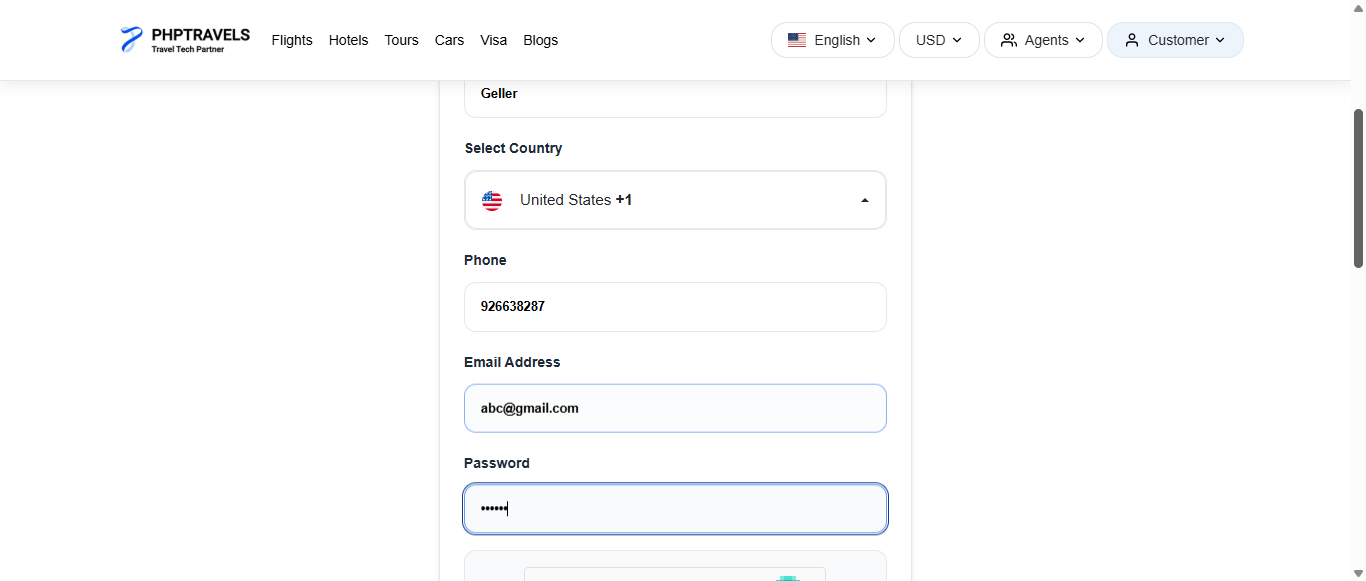 PHPTRAVELS
Travel Tech Partner
Flights Hotels Tours Cars Visa Blogs
English USD Agents Customer
Geller
Select Country
United States +1
Phone
926638287
Email Address
abc@gmail.com
Password
••••••